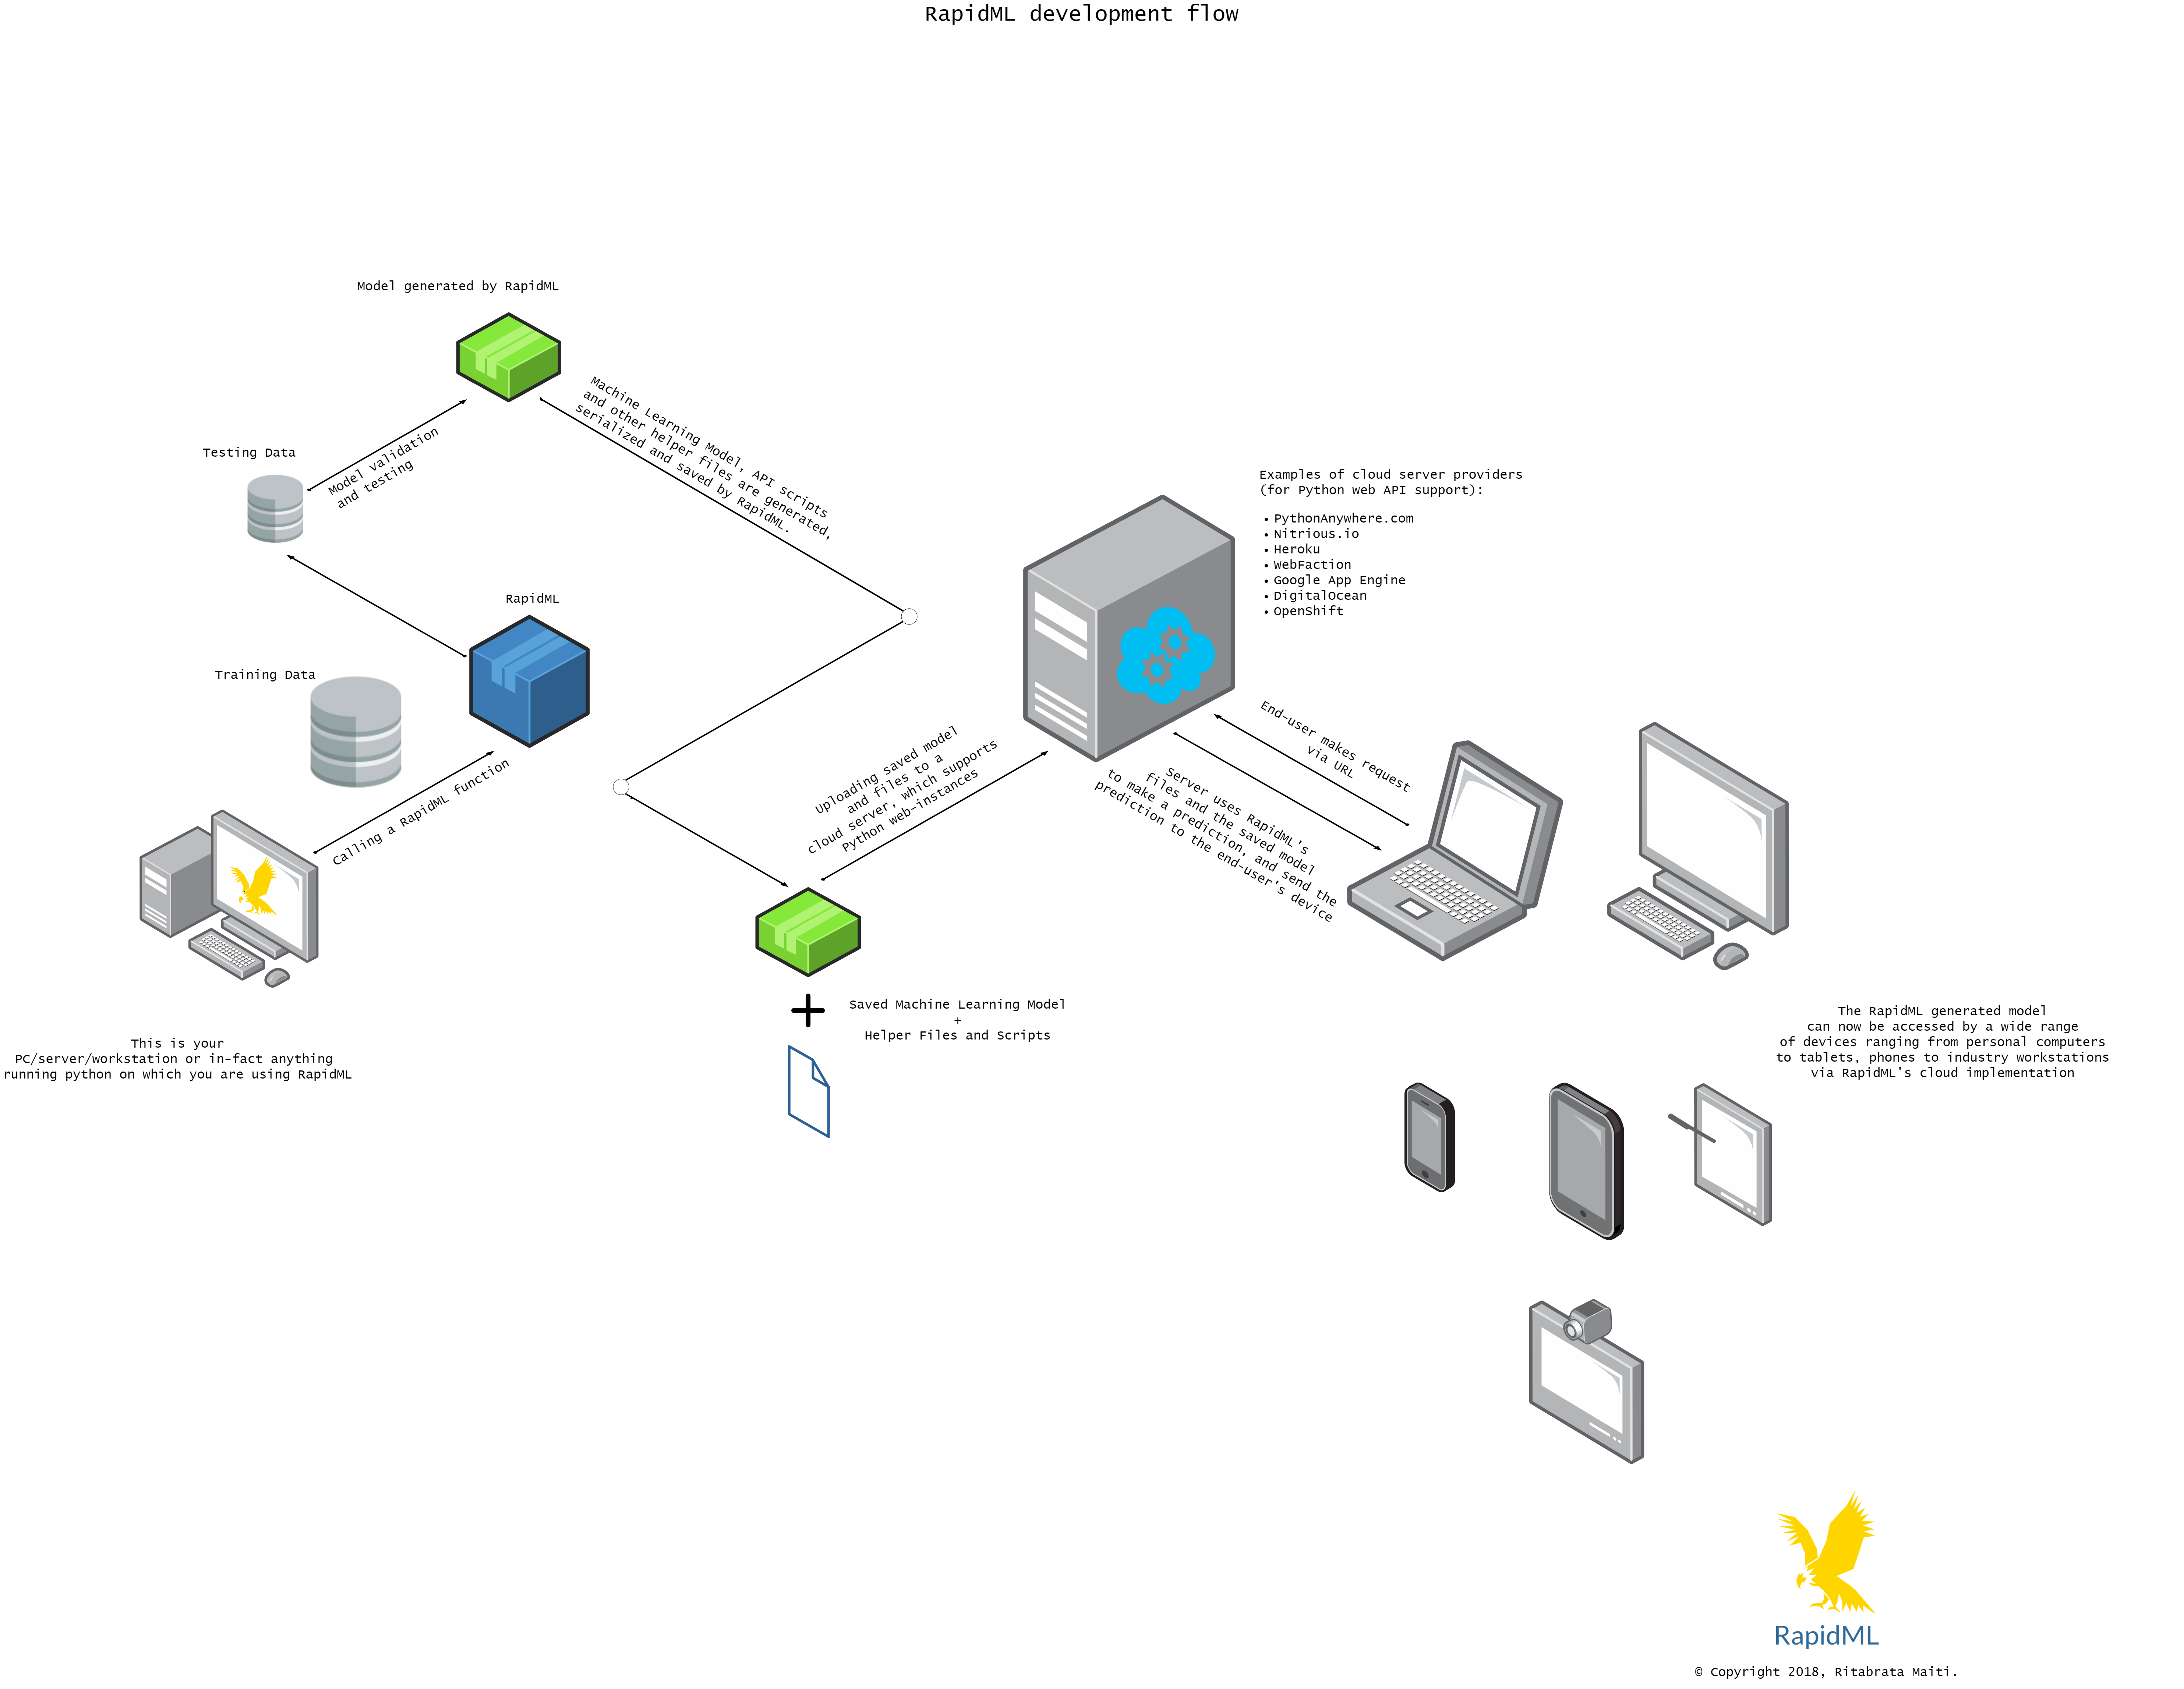 RapidML development flow
Model generated by RapidML
Machine Learning Model, API scripts
and other helper files are generated,
serialized and saved by RapidML.
Testing Data
Model validation
and testing
Examples of cloud server providers
(for Python web API support):
• PythonAnywhere.com
• Nitrious.io
• Heroku
• WebFaction
• Google App Engine
• DigitalOcean
• OpenShift
RapidML
Training Data
Calling a RapidML function
Uploading saved model
and files to a
cloud server, which supports
Python web-instances
End-user makes request
via URL
Server uses RapidML's
files and the saved model
to make a prediction, and send the
prediction to the end-user's device
Saved Machine Learning Model
+
Helper Files and Scripts
This is your
PC/server/workstation or in-fact anything
running python on which you are using RapidML
The RapidML generated model
can now be accessed by a wide range
of devices ranging from personal computers
to tablets, phones to industry workstations
via RapidML's cloud implementation
RapidML
© Copyright 2018, Ritabrata Maiti.